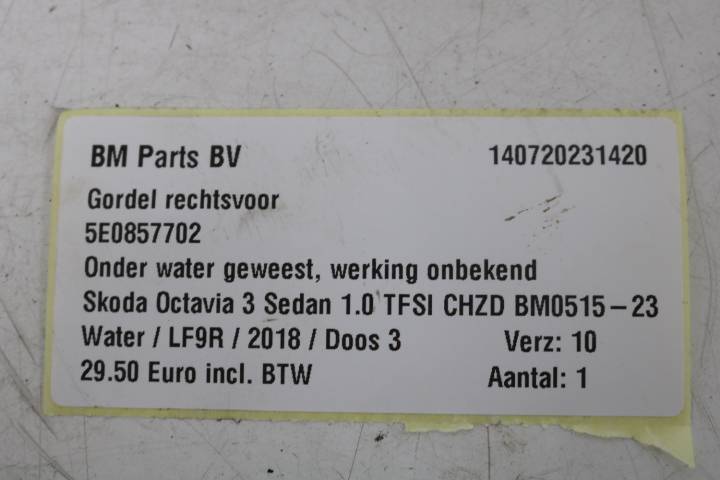 BM Parts BV 140720231420
Gordel rechtsvoor
5E0857702
Onder water geweest, werking onbekend
Skoda Octavia 3 Sedan 1.0 TFSI CHZD BM0515-23
Water / LF9R / 2018 / Doos 3 Verz: 10
29.50 Euro incl. BTW Aantal: 1